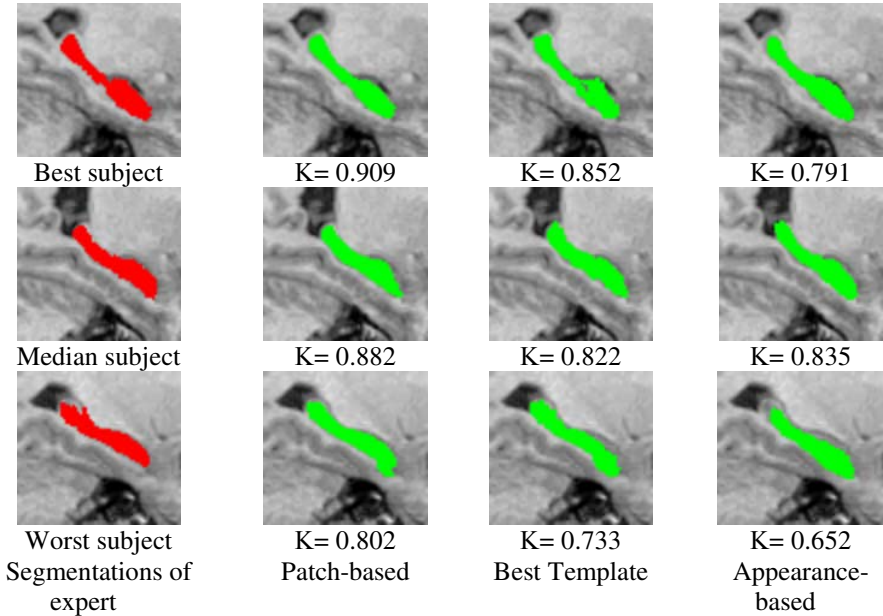 Best subject K= 0.909 K= 0.852 K= 0.791
Median subject K= 0.882 K= 0.822 K= 0.835
Worst subject K= 0.802 K= 0.733 K= 0.652
Segmentations of Patch-based Best Template Appearance-
expert based